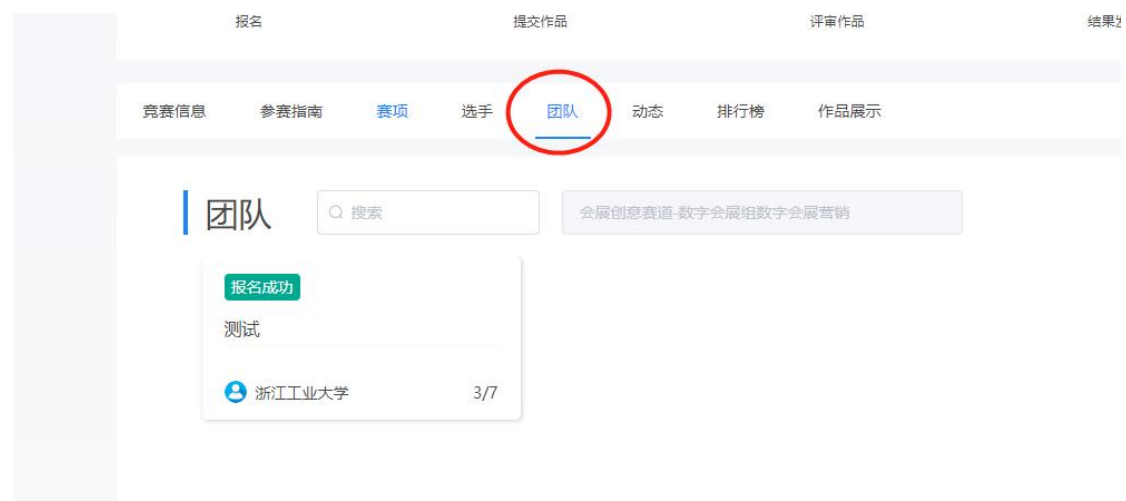 报名 提交作品 评审作品 结果发
竞赛信息 参赛指南 赛项 选手 团队 动态 排行榜 作品展示
团队 搜索 会展创意赛道-数字会展组数字会展营销
报名成功
测试
浙江工业大学 3/7